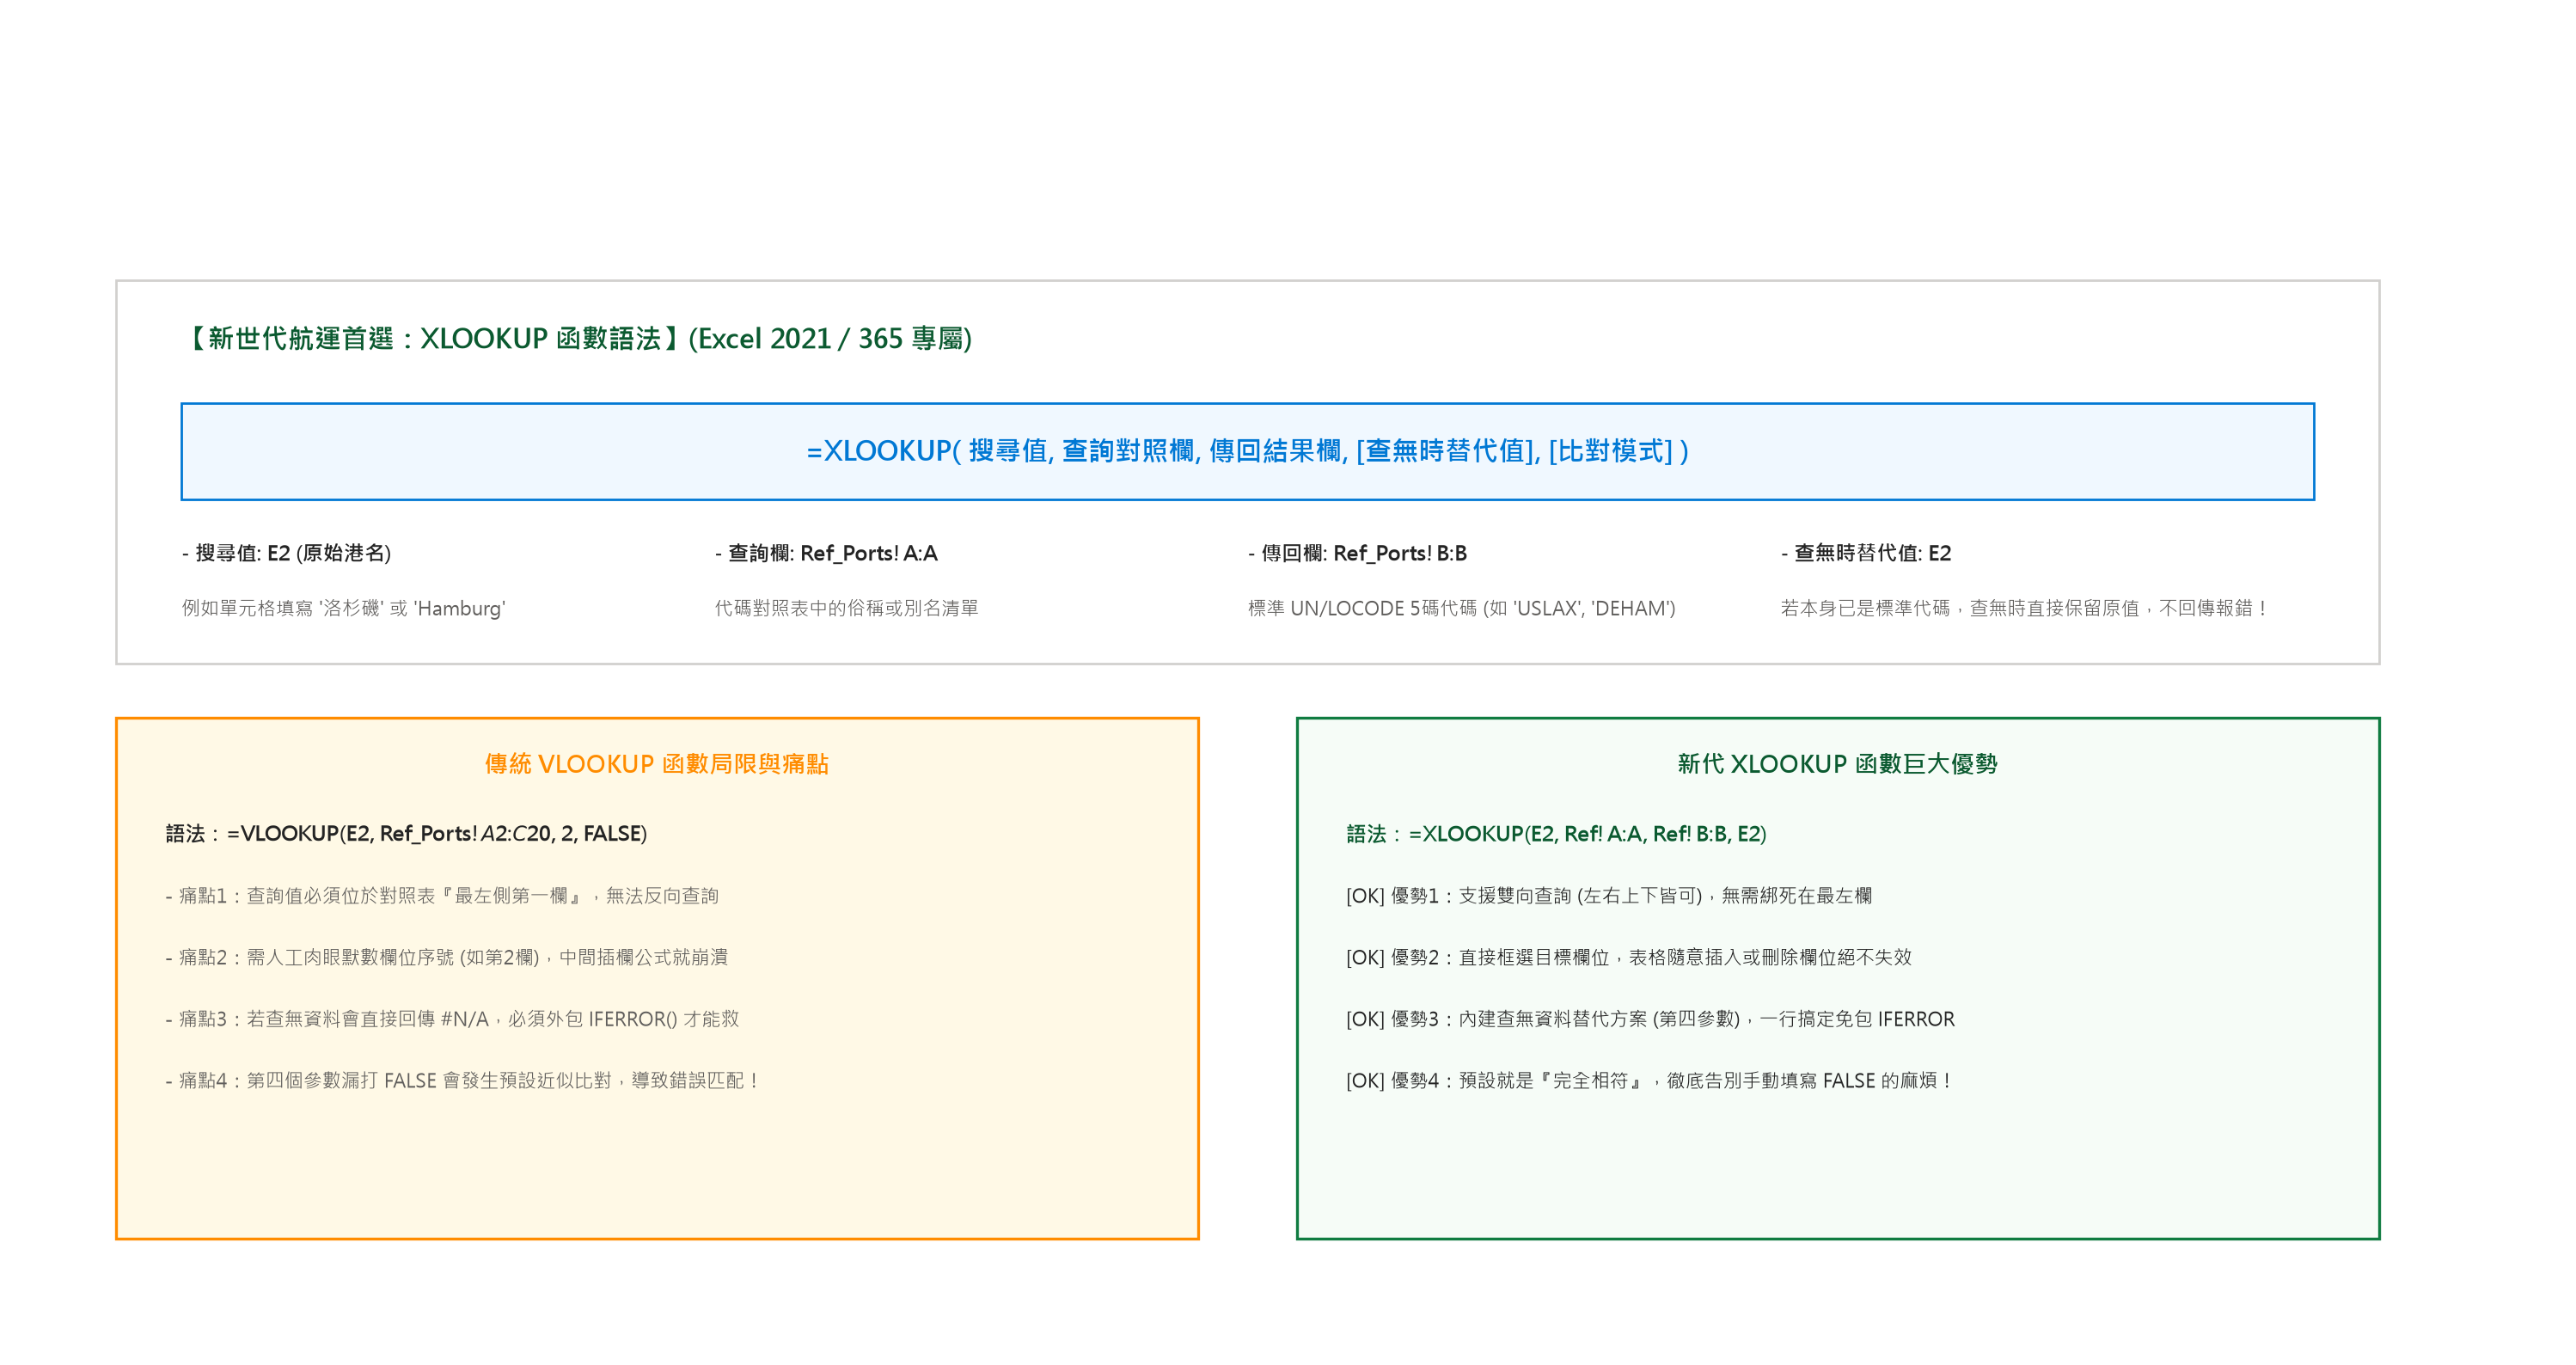 【新世代航運首選：XLOOKUP 函數語法】(Excel 2021 / 365 專屬)
=XLOOKUP( 搜尋值, 查詢對照欄, 傳回結果欄, [查無時替代值], [比對模式] )
- 搜尋值: E2 (原始港名)
例如單元格填寫 '洛杉磯' 或 'Hamburg'
- 查詢欄: Ref_Ports! A:A
代碼對照表中的俗稱或別名清單
- 傳回欄: Ref_Ports! B:B
標準 UN/LOCODE 5碼代碼 (如 'USLAX', 'DEHAM')
- 查無時替代值: E2
若本身已是標準代碼，查無時直接保留原值，不回傳報錯！
傳統 VLOOKUP 函數局限與痛點
語法：=VLOOKUP(E2, Ref_Ports! A2:C20, 2, FALSE)
- 痛點1：查詢值必須位於對照表『最左側第一欄』，無法反向查詢
- 痛點2：需人工肉眼默數欄位序號 (如第2欄)，中間插欄公式就崩潰
- 痛點3：若查無資料會直接回傳 #N/A，必須外包 IFERROR() 才能救
- 痛點4：第四個參數漏打 FALSE 會發生預設近似比對，導致錯誤匹配！
新代 XLOOKUP 函數巨大優勢
語法：=XLOOKUP(E2, Ref! A:A, Ref! B:B, E2)
[OK] 優勢1：支援雙向查詢 (左右上下皆可)，無需綁死在最左欄
[OK] 優勢2：直接框選目標欄位，表格隨意插入或刪除欄位絕不失效
[OK] 優勢3：內建查無資料替代方案 (第四參數)，一行搞定免包 IFERROR
[OK] 優勢4：預設就是『完全相符』，徹底告別手動填寫 FALSE 的麻煩！